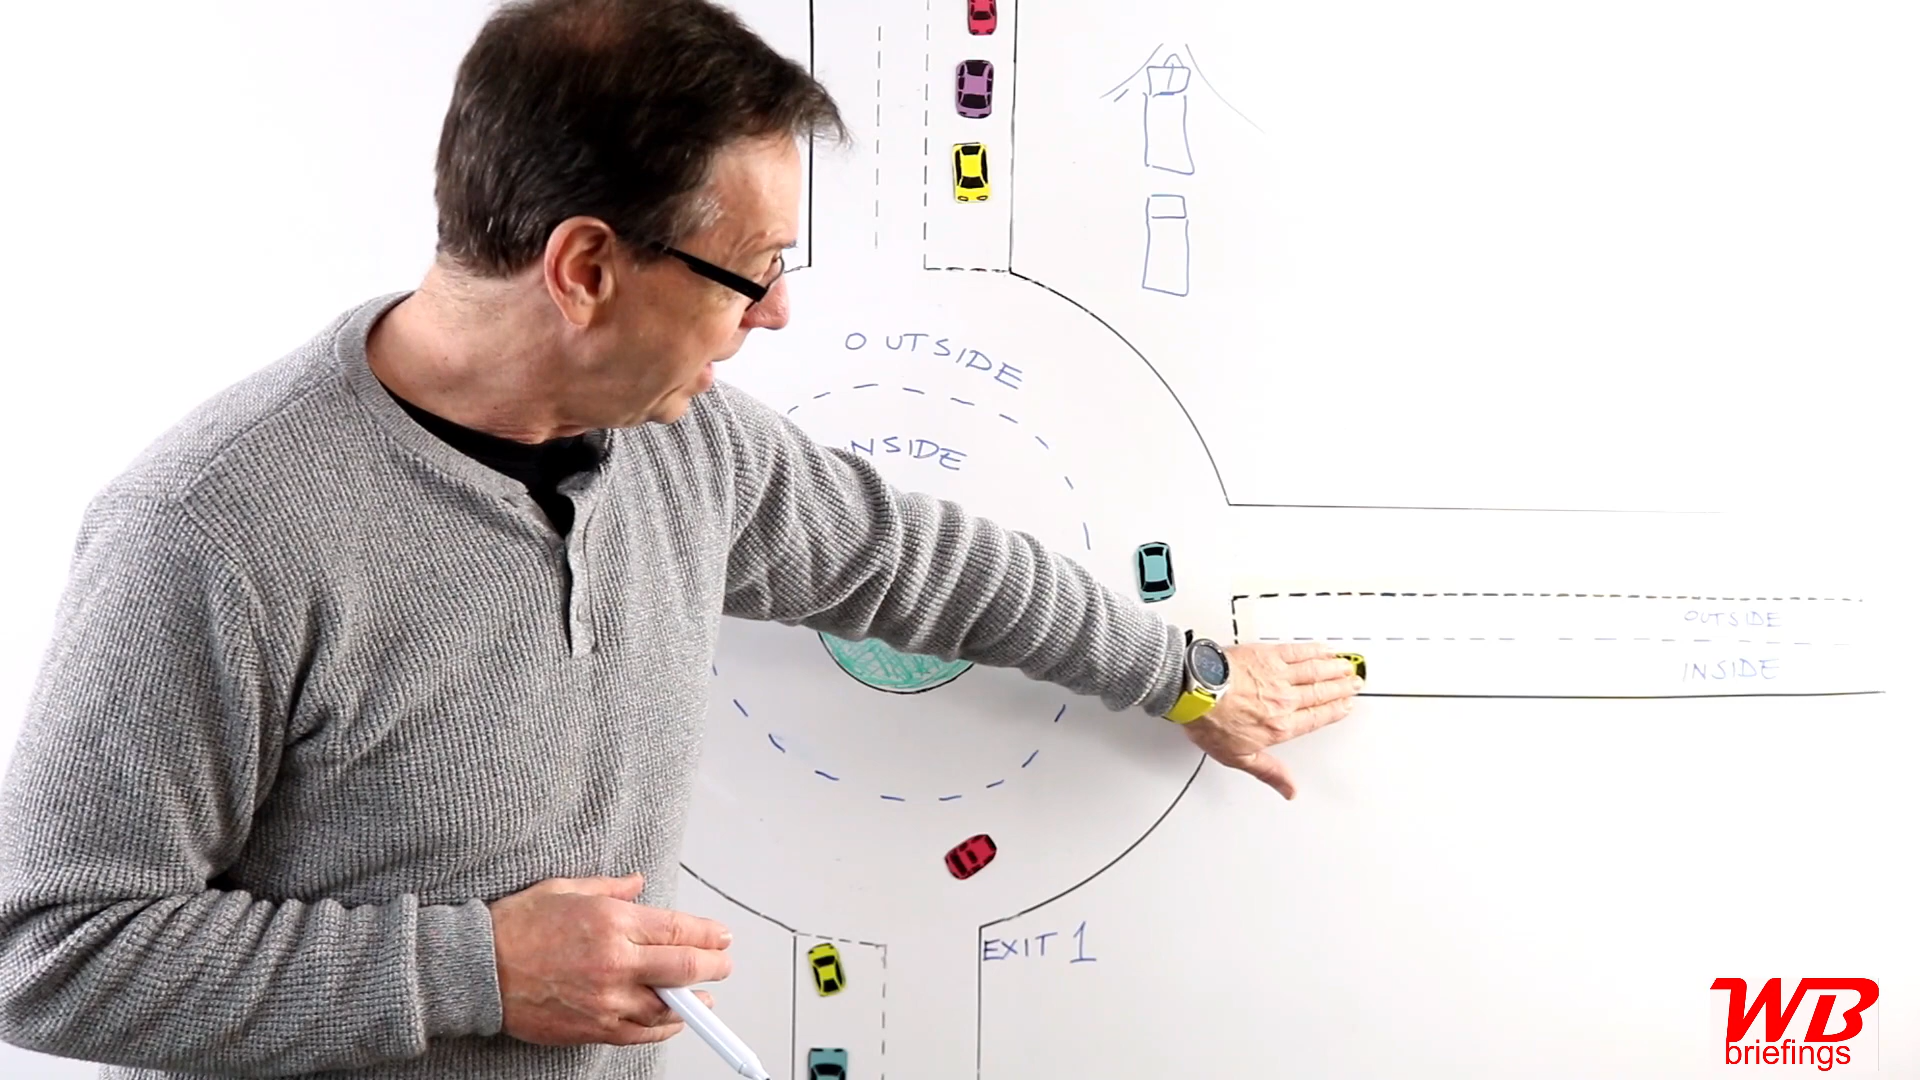 OUTSIDE
NSIDE
OUTSIDE
INSIDE
EXIT 1
WB
briefings